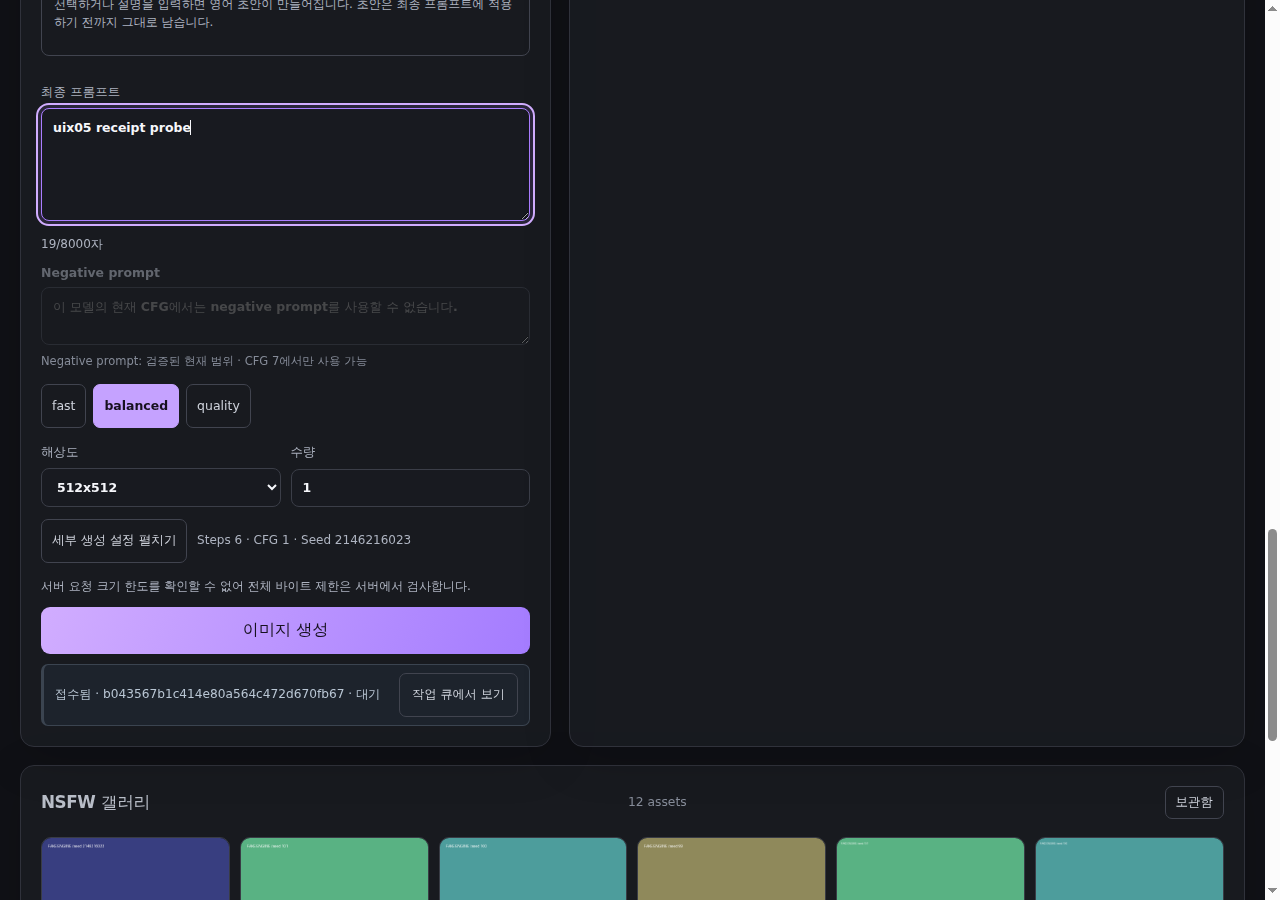 선택하거나 설명을 입력하면 영어 초안이 만들어집니다. 초안은 최종 프롬프트에 적용
하기 전까지 그대로 남습니다.
최종 프롬프트
uix05 receipt probe
19/8000자
Negative prompt
이 모델의 현재 CFG에서는 negative prompt를 사용할 수 없습니다.
Negative prompt: 검증된 현재 범위 · CFG 7에서만 사용 가능
fast balanced quality
해상도 수량
512x512 1
세부 생성 설정 펼치기 Steps 6 · CFG 1 · Seed 2146216023
서버 요청 크기 한도를 확인할 수 없어 전체 바이트 제한은 서버에서 검사합니다.
이미지 생성
접수됨 · b043567b1c414e80a564c472d670fb67 · 대기 작업 큐에서 보기
NSFW 갤러리 12 assets 보관함